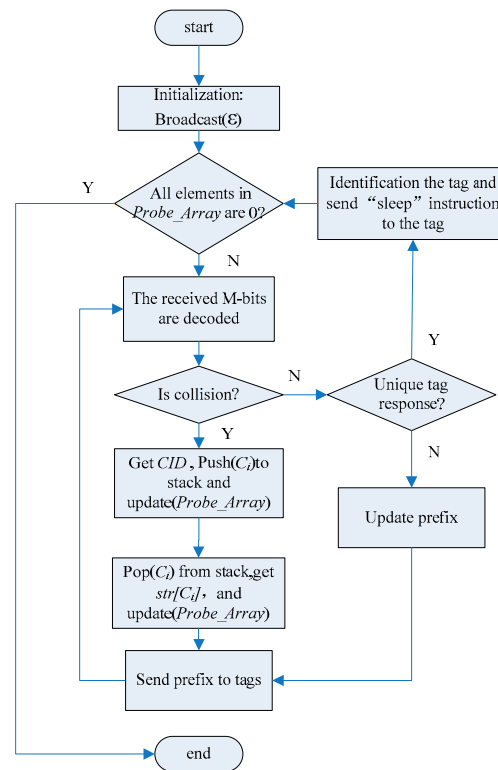 start
Initialization:
Broadcast(Ɛ)
Y
All elements in
Probe_Array are 0?
Identification the tag and
send “sleep” instruction
to the tag
N
The received M-bits
are decoded
Y
Is collision?
N
Unique tag
response?
Y
N
Get CID , Push(Ci)to
stack and
update(Probe_Array)
Update prefix
Pop(Ci) from stack,get
str[Ci], and
update(Probe_Array)
Send prefix to tags
end